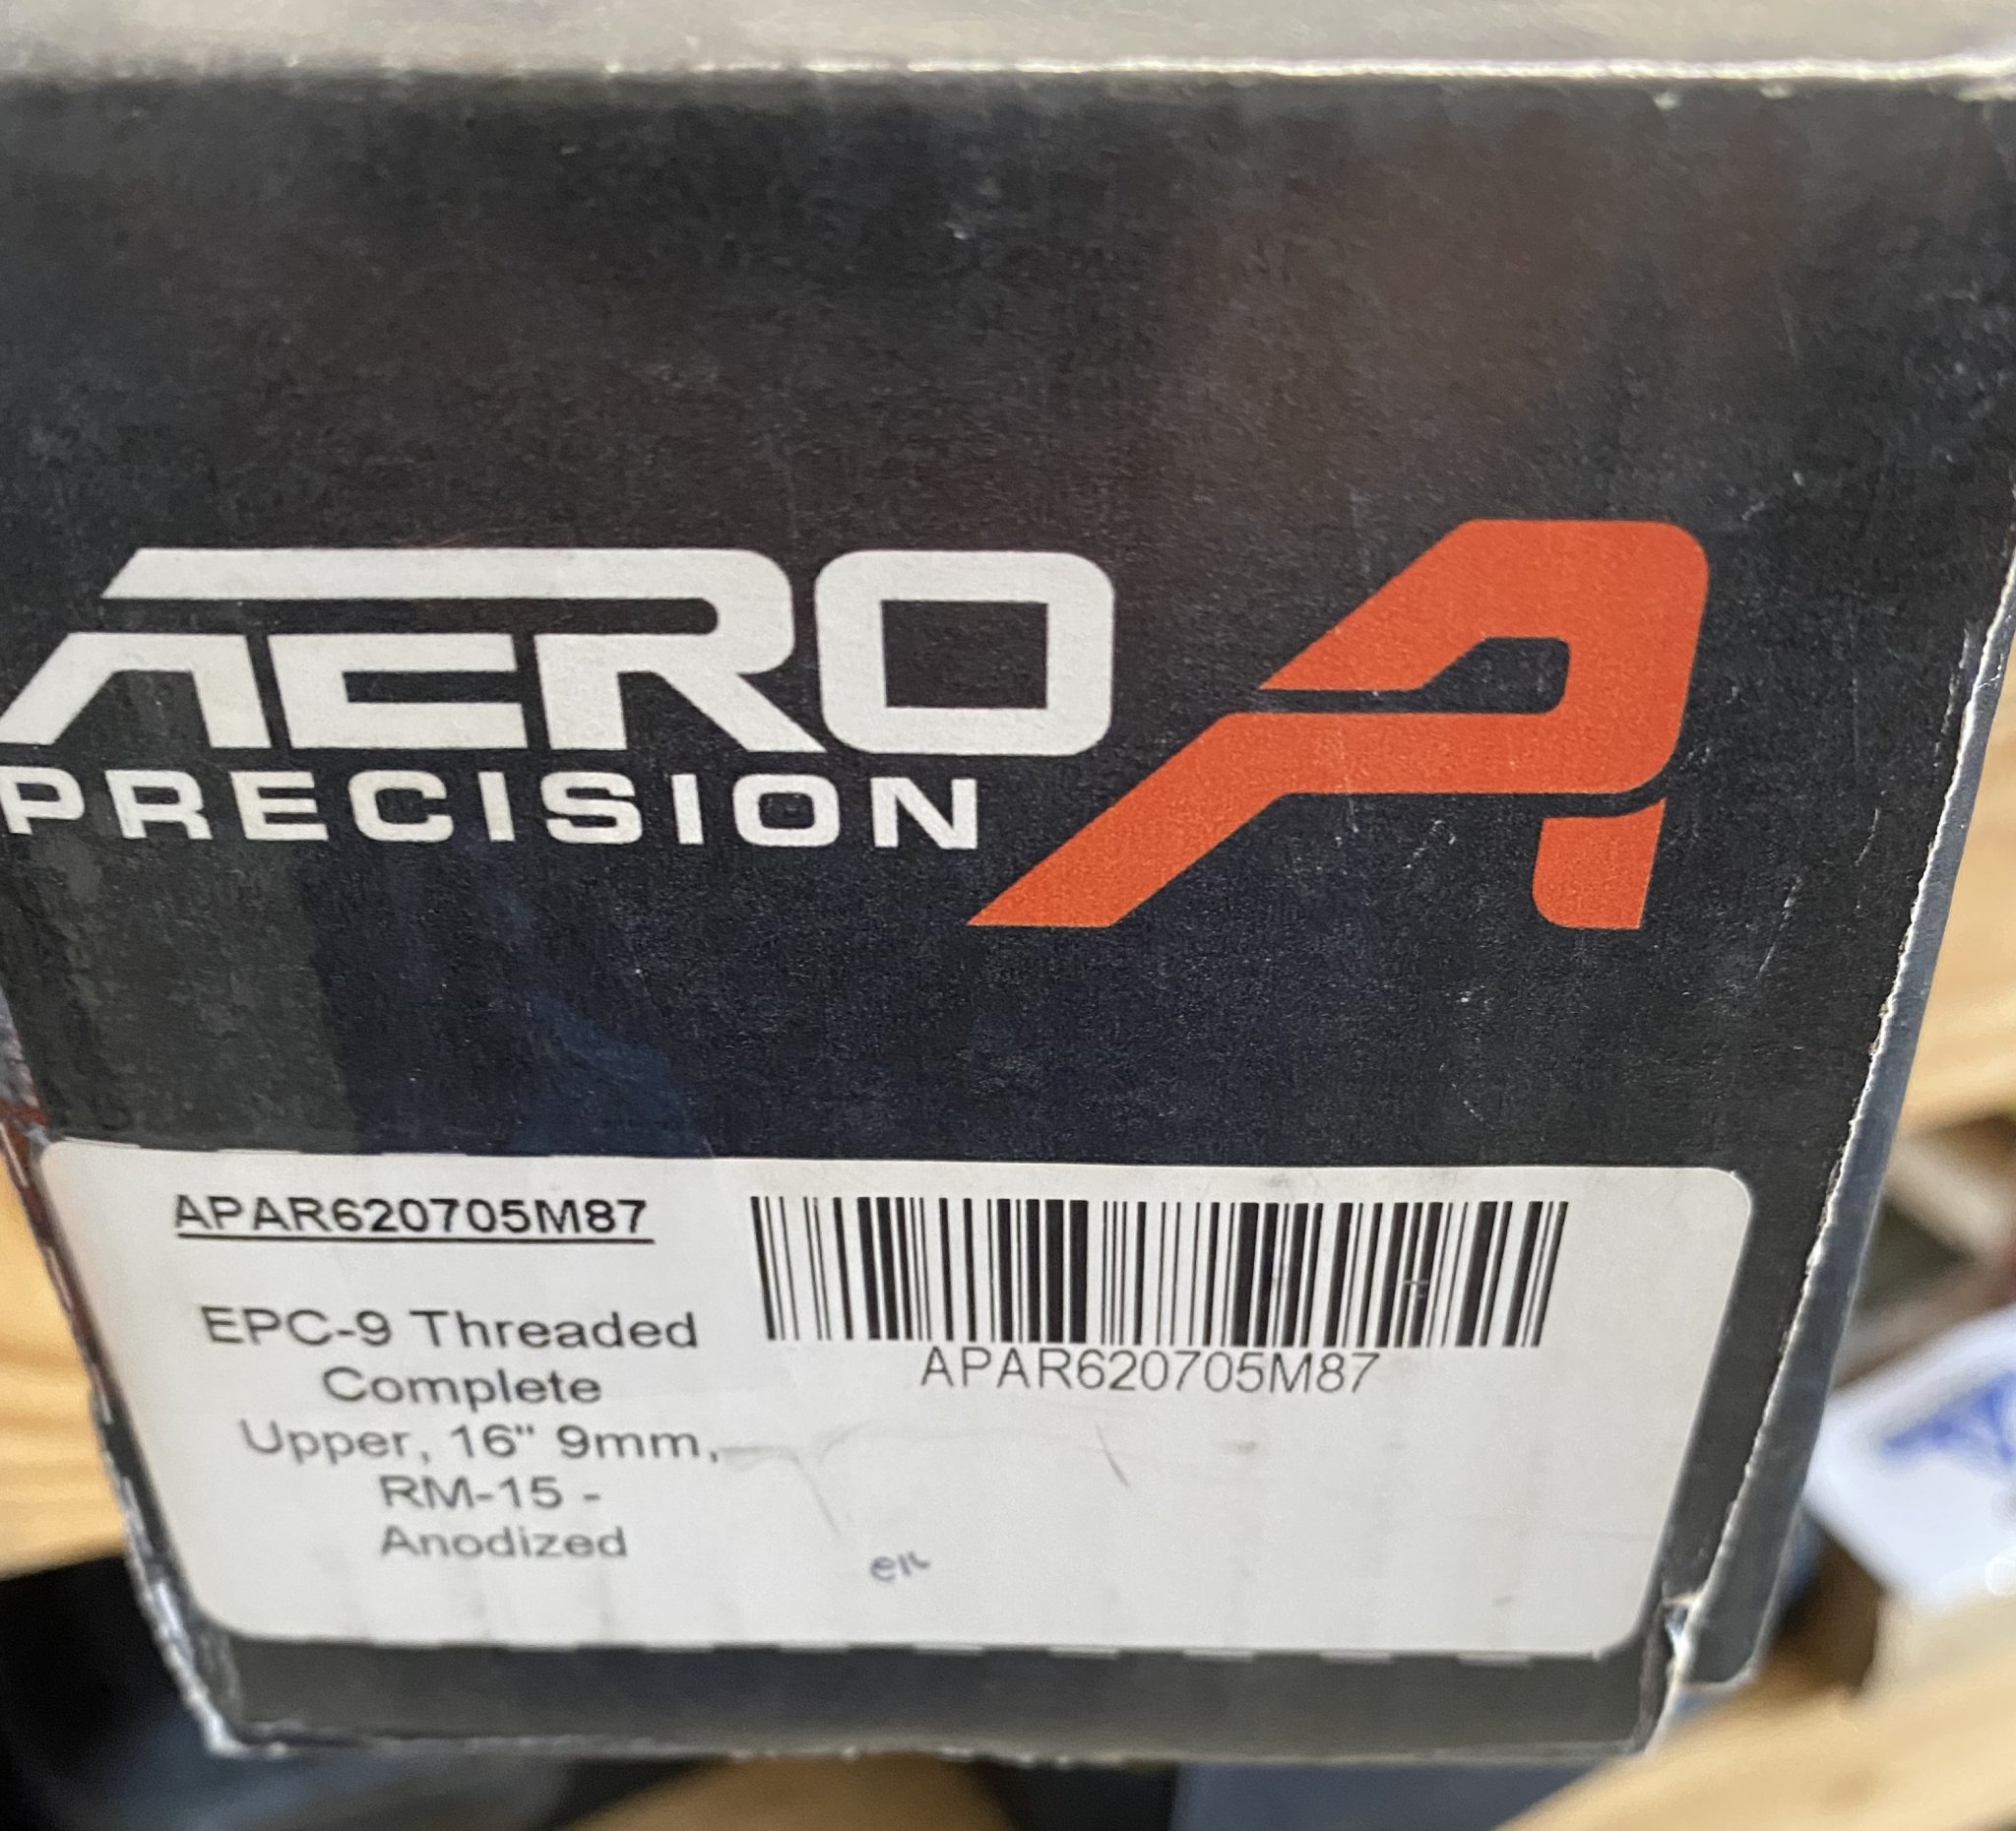 AERO
PRECISION
APAR620705M87
APAR620705M87
EPC-9 Threaded
Complete
Upper, 16" 9mm,
RM-15 -
Anodized